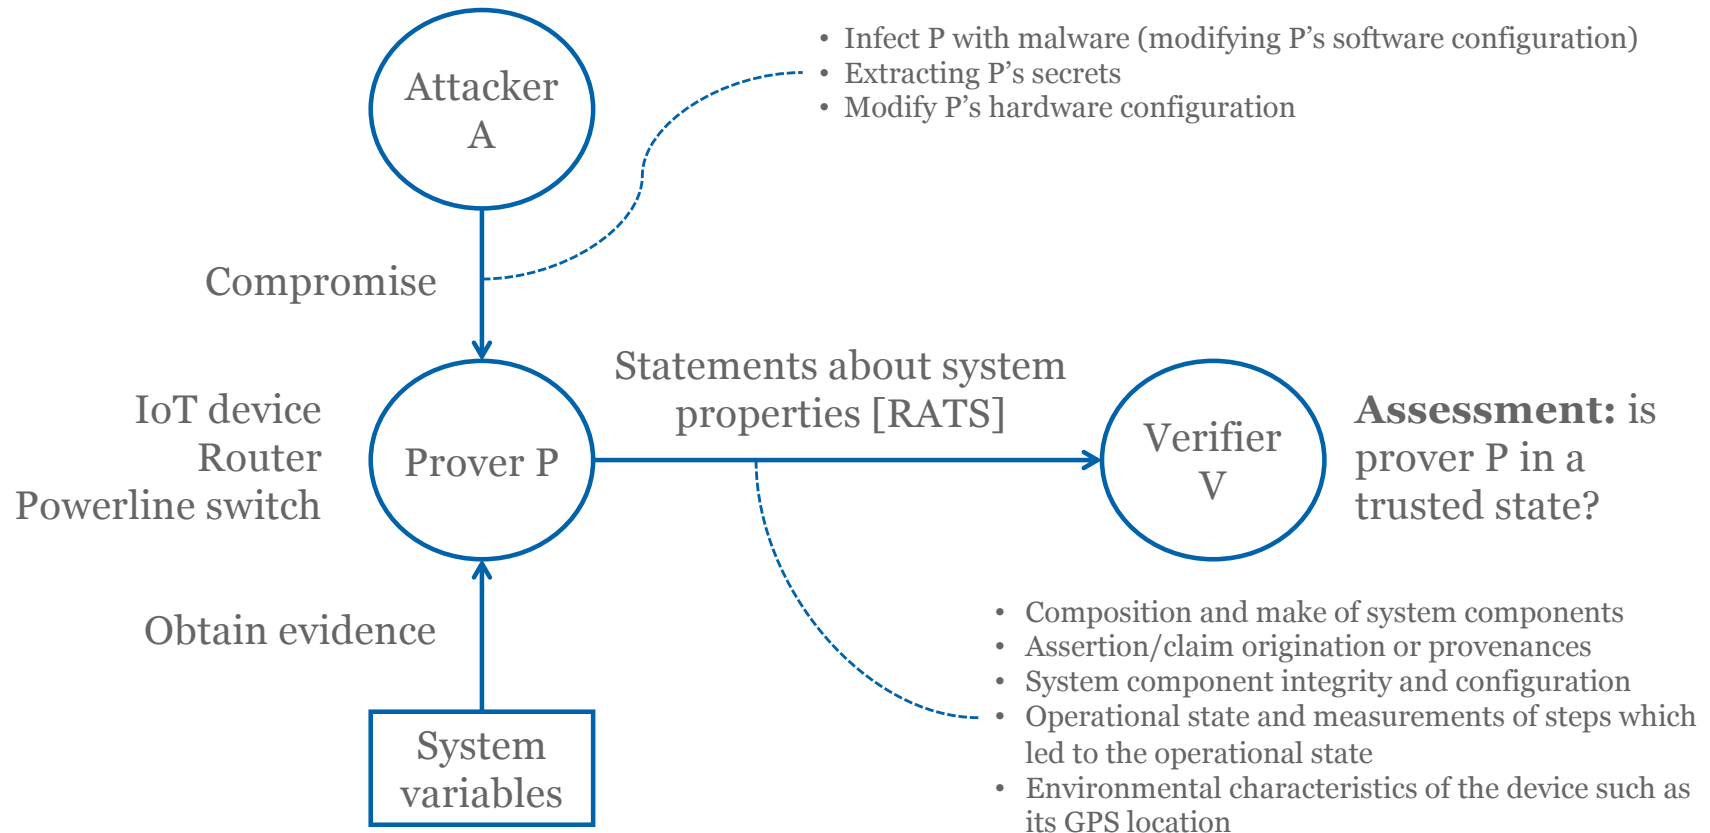 Attacker
A
• Infect P with malware (modifying P's software configuration)
• Extracting P's secrets
• Modify P's hardware configuration
Compromise
IoT device
Router
Powerline switch
Prover P
Statements about system
properties [RATS]
Verifier
V
Assessment: is
prover P in a
trusted state?
Obtain evidence
System
variables
• Composition and make of system components
• Assertion/claim origination or provenances
• System component integrity and configuration
• Operational state and measurements of steps which
led to the operational state
• Environmental characteristics of the device such as
its GPS location